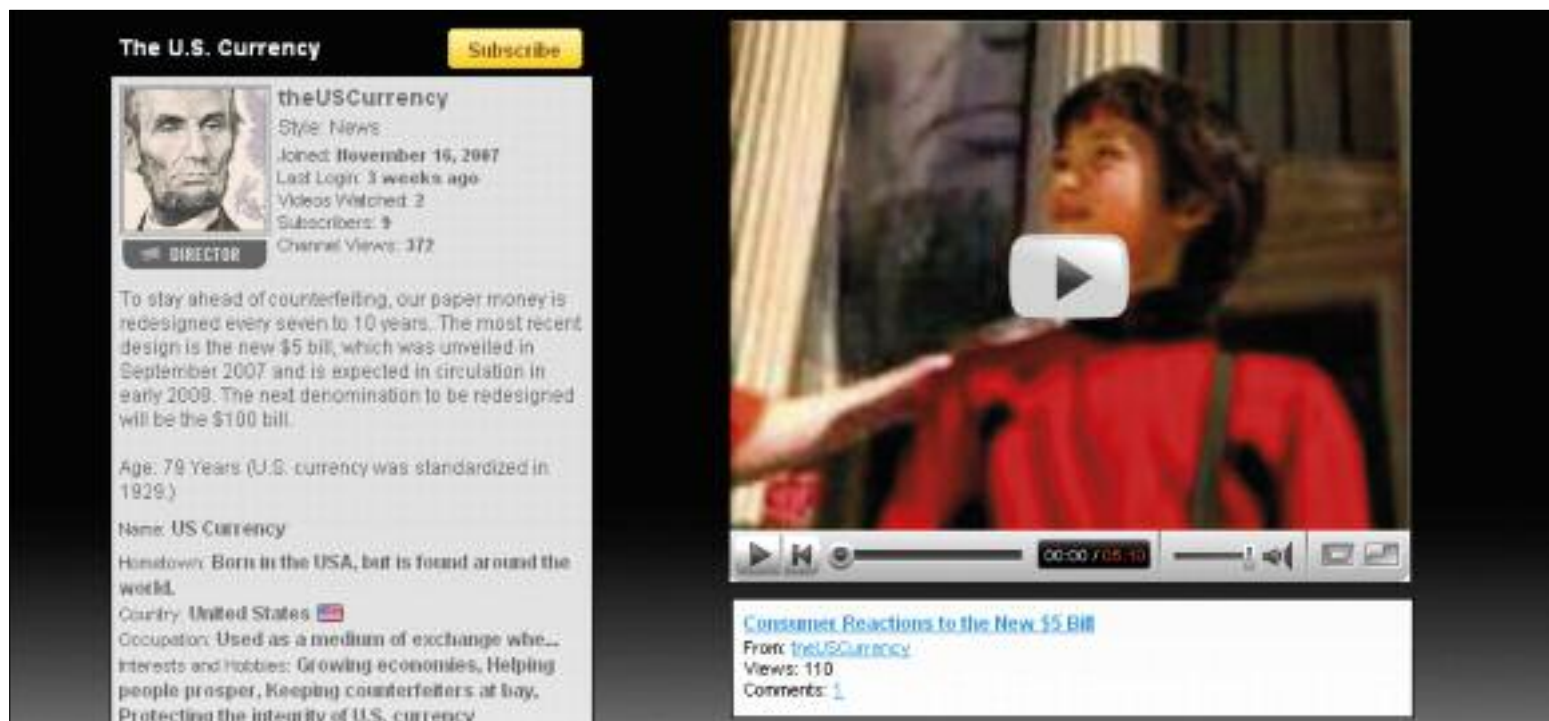 The U.S. Currency
Subscribe
theUSCurrency
Style: News
Joined: November 16, 2007
Last Login: 3 weeks ago
Videos Watched: 2
Subscribers: 9
Channel Views: 372
DIRECTOR
To stay ahead of counterfeiting, our paper money is
redesigned every seven to 10 years. The most recent
design is the new $5 bill, which was unveiled in
September 2007 and is expected in circulation in
early 2008. The next denomination to be redesigned
will be the $100 bill.
Age: 79 Years (U.S. currency was standardized in
1929.)
Name: US Currency
Hometown: Born in the USA, but is found around the
world.
Country: United States
Occupation: Used as a medium of exchange whe...
Interests and Hobbies: Growing economies, Helping
people prosper, Keeping counterfeiters at bay,
Protecting the integrity of U.S. currency
00:00 / 05:10
Consumer Reactions to the New $5 Bill
From: theUSCurrency
Views: 110
Comments: 1